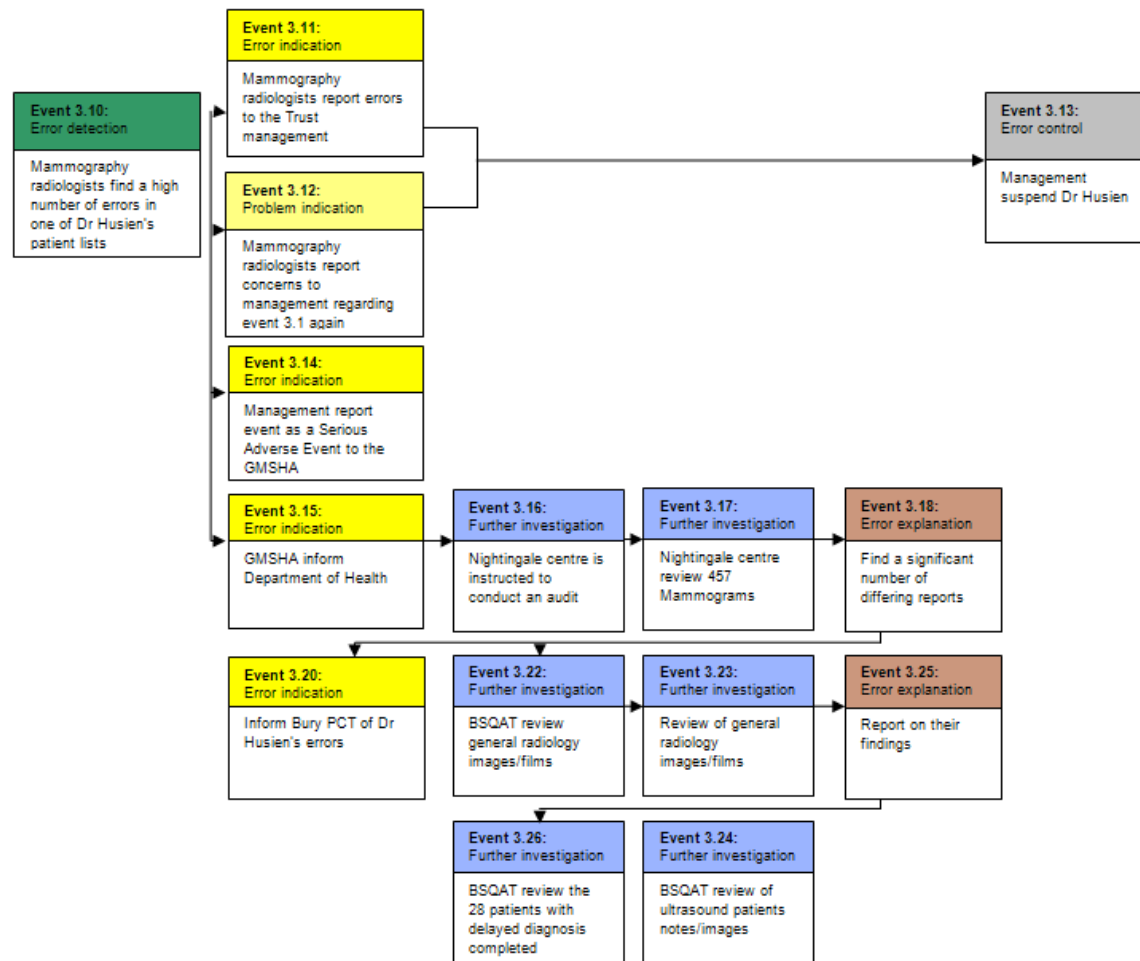 Event 3.10:
Error detection
Mammography
radiologists find a high
number of errors in
one of Dr Husien's
patient lists
Event 3.11:
Error indication
Mammography
radiologists report errors
to the Trust
management
Event 3.12:
Problem indication
Mammography
radiologists report
concerns to
management regarding
event 3.1 again
Event 3.13:
Error control
Management
suspend Dr Husien
Event 3.14:
Error indication
Management report
event as a Serious
Adverse Event to the
GMSHA
Event 3.15:
Error indication
GMSHA inform
Department of Health
Event 3.16:
Further investigation
Nightingale centre is
instructed to
conduct an audit
Event 3.17:
Further investigation
Nightingale centre
review 457
Mammograms
Event 3.18:
Error explanation
Find a significant
number of
differing reports
Event 3.20:
Error indication
Inform Bury PCT of Dr
Husien's errors
Event 3.22:
Further investigation
BSQAT review
general radiology
images/films
Event 3.23:
Further investigation
Review of general
radiology
images/films
Event 3.25:
Error explanation
Report on their
findings
Event 3.26:
Further investigation
BSQAT review the
28 patients with
delayed diagnosis
completed
Event 3.24:
Further investigation
BSQAT review of
ultrasound patients
notes/images